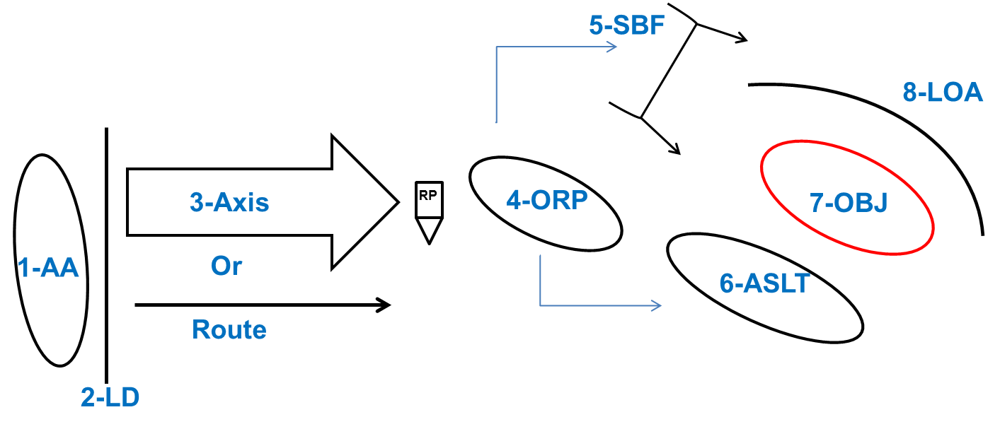 1-AA
2-LD
3-Axis
Or
Route
RP
4-ORP
5-SBF
6-ASLT
7-OBJ
8-LOA